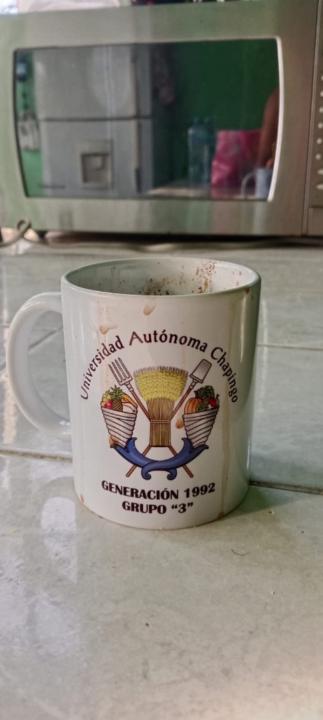 Universidad Autónoma Chapingo
GENERACIÓN 1992
GRUPO "3"